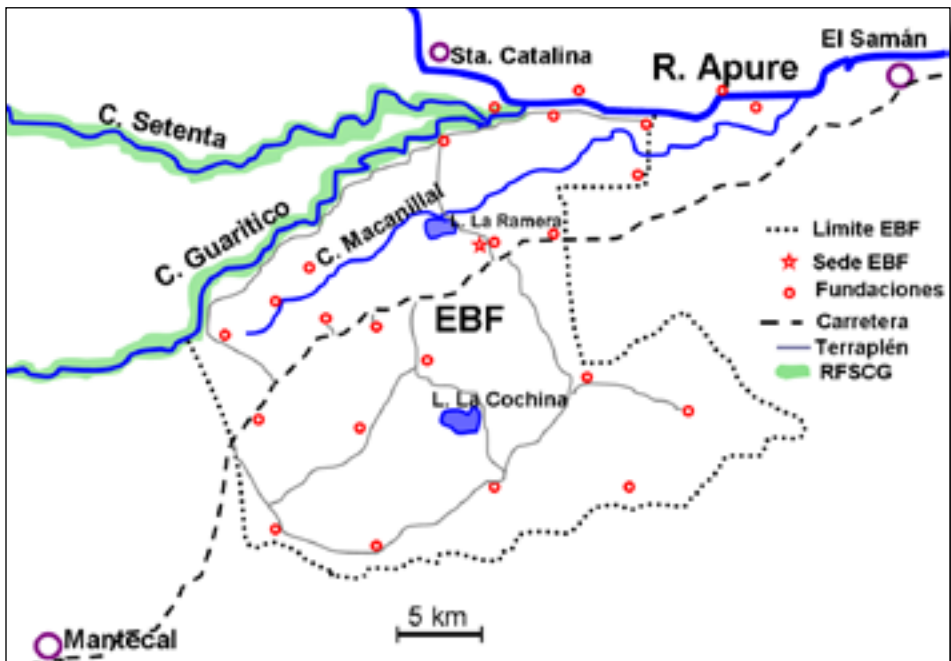 El Samán
Sta. Catalina
R. Apure
C. Setenta
C. Guaritico
C. Macanillal
L. La Ramera
Límite EBF
Sede EBF
Fundaciones
Carretera
Terraplén
RFSCG
EBF
L. La Cochina
5 km
Mantecal